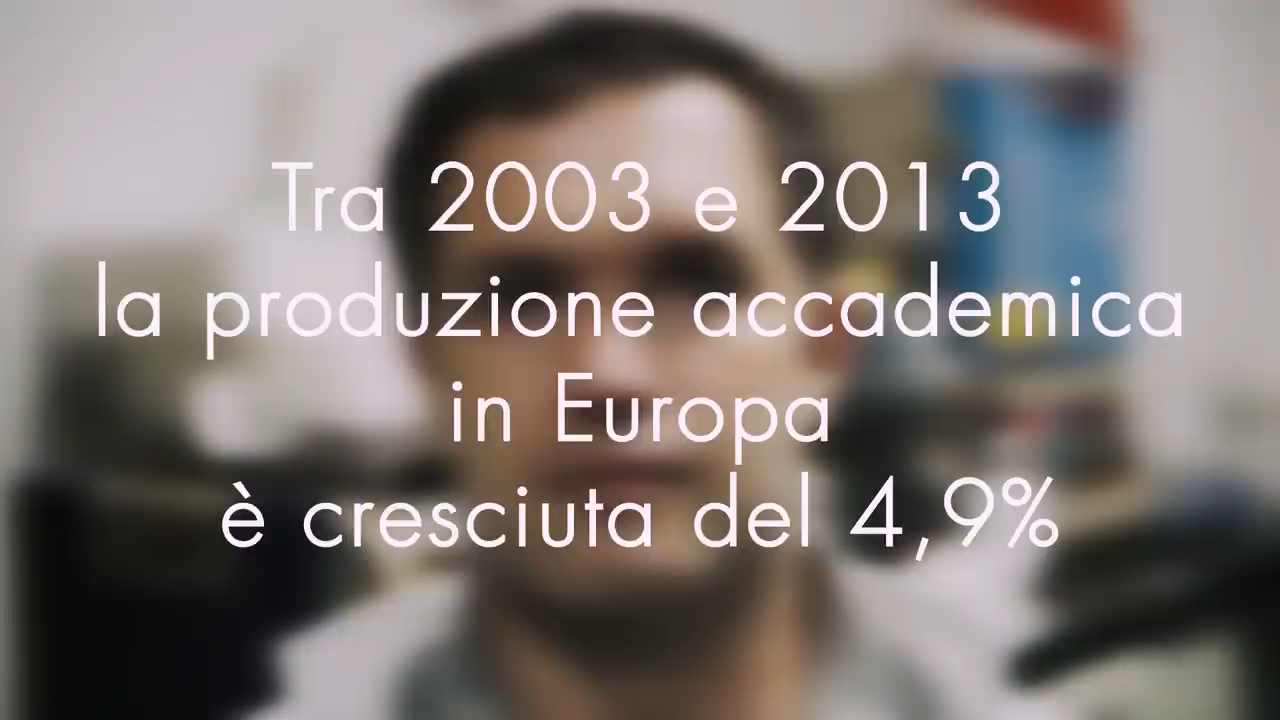 Tra 2003 e 2013
la produzione accademica
in Europa
è cresciuta del 4,9%